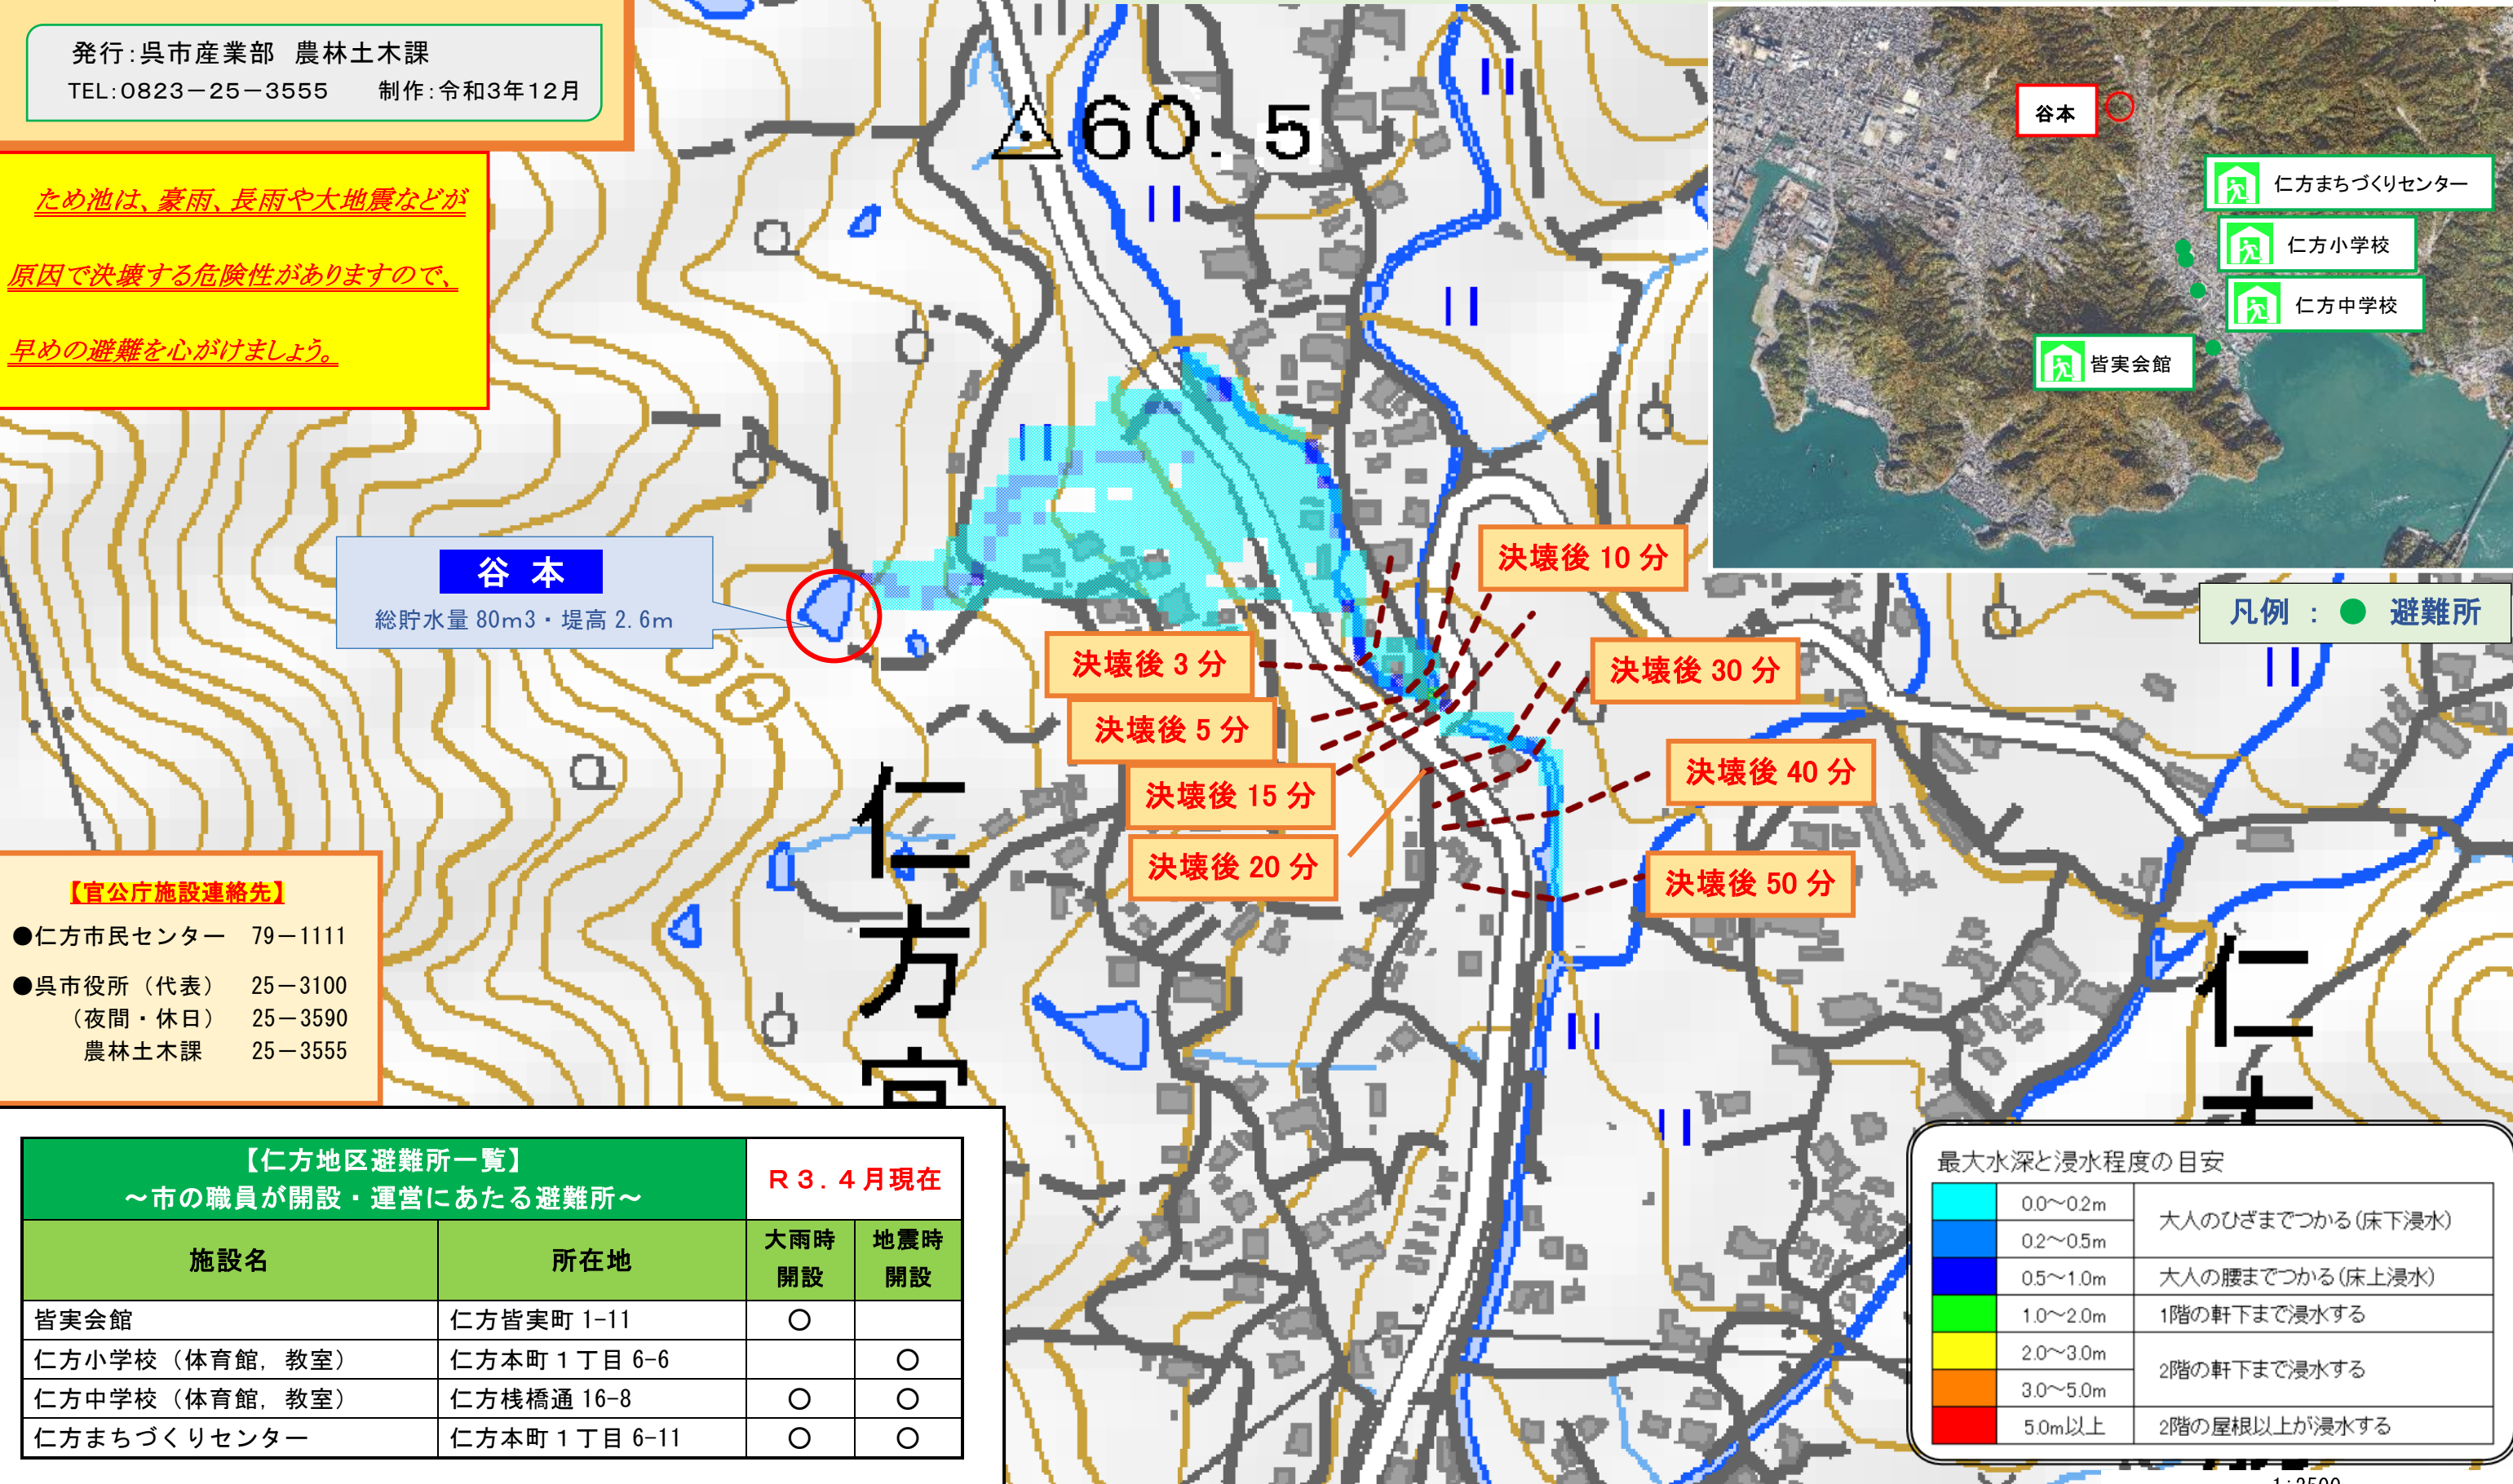 発行:呉市産業部 農林土木課
TEL:0823－25－3555 制作:令和3年12月
ため池は、豪雨、長雨や大地震などが
原因で決壊する危険性がありますので、
早めの避難を心がけましょう。
60.5
谷本
仁方まちづくりセンター
仁方小学校
仁方中学校
皆実会館
凡例 : ● 避難所
谷 本
総貯水量 80m3・堤高 2.6m
決壊後 10 分
決壊後 3 分
決壊後 30 分
決壊後 5 分
決壊後 40 分
決壊後 15 分
決壊後 20 分
決壊後 50 分
仁方
仁
【官公庁施設連絡先】
●仁方市民センター 79－1111
●呉市役所（代表） 25－3100
（夜間・休日） 25－3590
農林土木課 25－3555
【仁方地区避難所一覧】
～市の職員が開設・運営にあたる避難所～
Ｒ３．４月現在
施設名 所在地 大雨時開設 地震時開設
皆実会館 仁方皆実町 1-11 ○
仁方小学校（体育館，教室） 仁方本町１丁目 6-6 ○
仁方中学校（体育館，教室） 仁方桟橋通 16-8 ○ ○
仁方まちづくりセンター 仁方本町１丁目 6-11 ○ ○
最大水深と浸水程度の目安
0.0～0.2m 大人のひざまでつかる(床下浸水)
0.2～0.5m
0.5～1.0m 大人の腰までつかる(床上浸水)
1.0～2.0m 1階の軒下まで浸水する
2.0～3.0m 2階の軒下まで浸水する
3.0～5.0m
5.0m以上 2階の屋根以上が浸水する